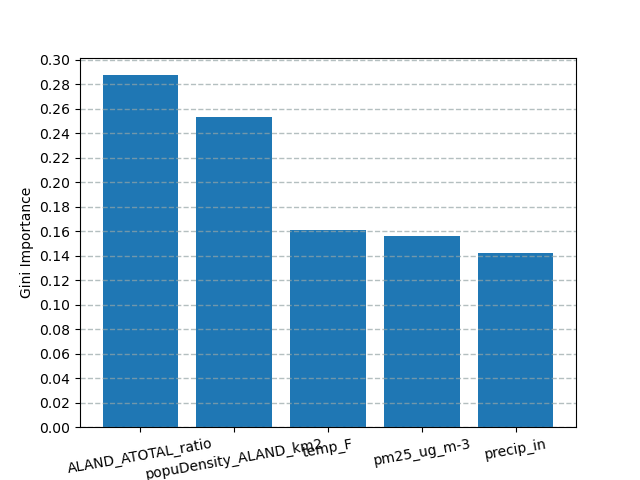 0.30
0.28
0.26
0.24
0.22
0.20
0.18
0.16
0.14
0.12
0.10
0.08
0.06
0.04
0.02
0.00
Gini Importance
ALAND_ATOTAL_ratio
popuDensity_ALAND_km2
temp_F
pm25_ug_m-3
precip_in